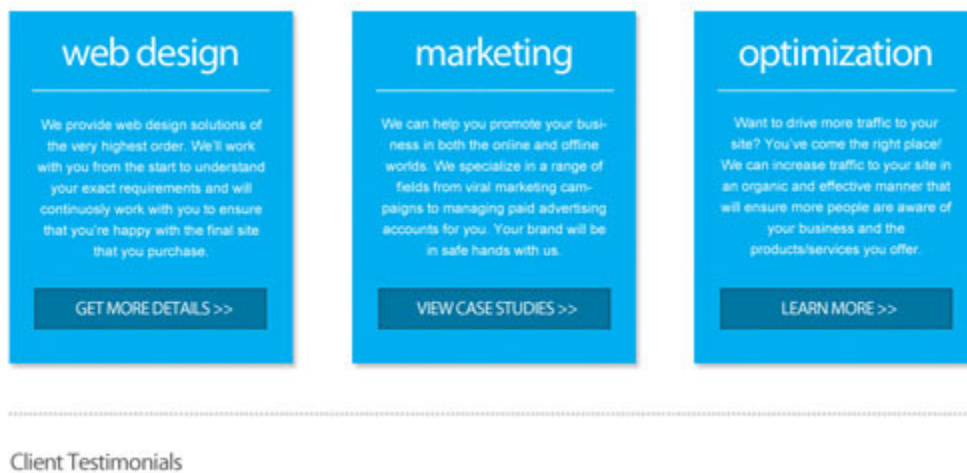 web design
We provide web design solutions of
the very highest order. We'll work
with you from the start to understand
your exact requirements and will
continuosly work with you to ensure
that you're happy with the final site
that you purchase.
GET MORE DETAILS >>
marketing
We can help you promote your busi-
ness in both the online and offline
worlds. We specialize in a range of
fields from viral marketing cam-
paigns to managing paid advertising
accounts for you. Your brand will be
in safe hands with us.
VIEW CASE STUDIES >>
optimization
Want to drive more traffic to your
site? You've come the right place!
We can increase traffic to your site in
an organic and effective manner that
will ensure more people are aware of
your business and the
products/services you offer.
LEARN MORE >>
Client Testimonials